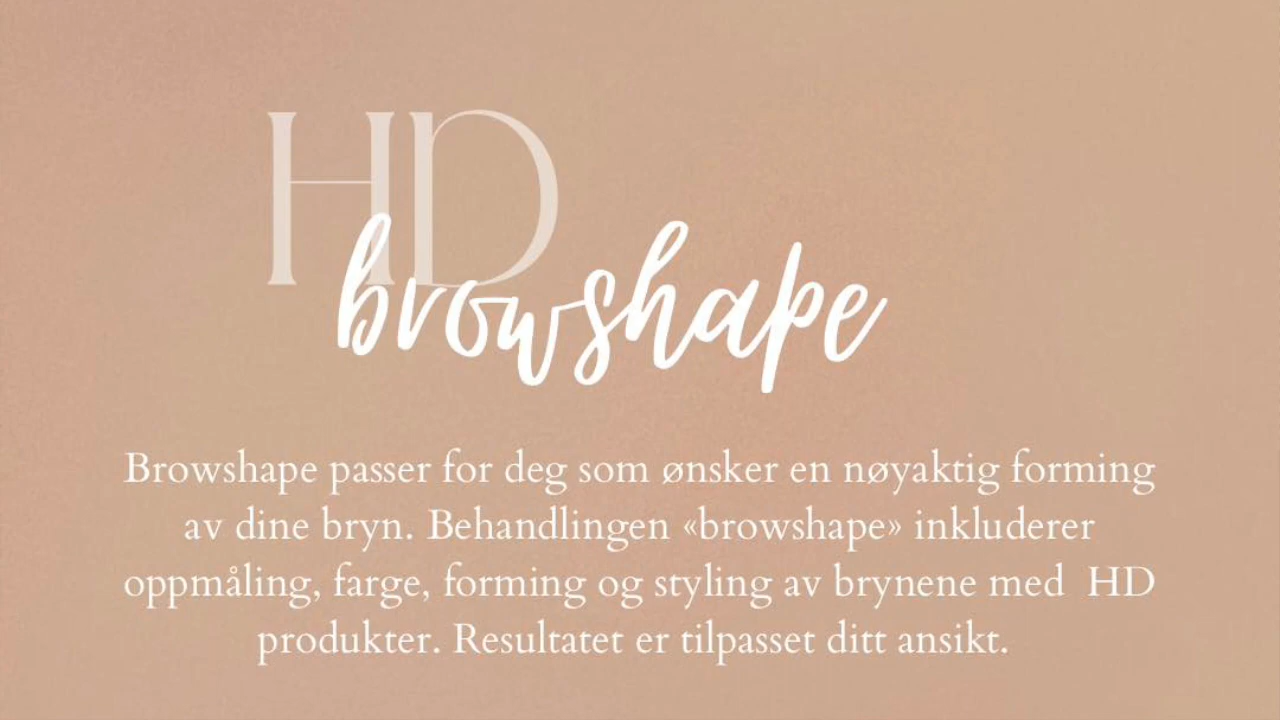 HD
browshape
Browshape passer for deg som ønsker en nøyaktig forming
av dine bryn. Behandlingen «browshape» inkluderer
oppmåling, farge, forming og styling av brynene med HD
produkter. Resultatet er tilpasset ditt ansikt.